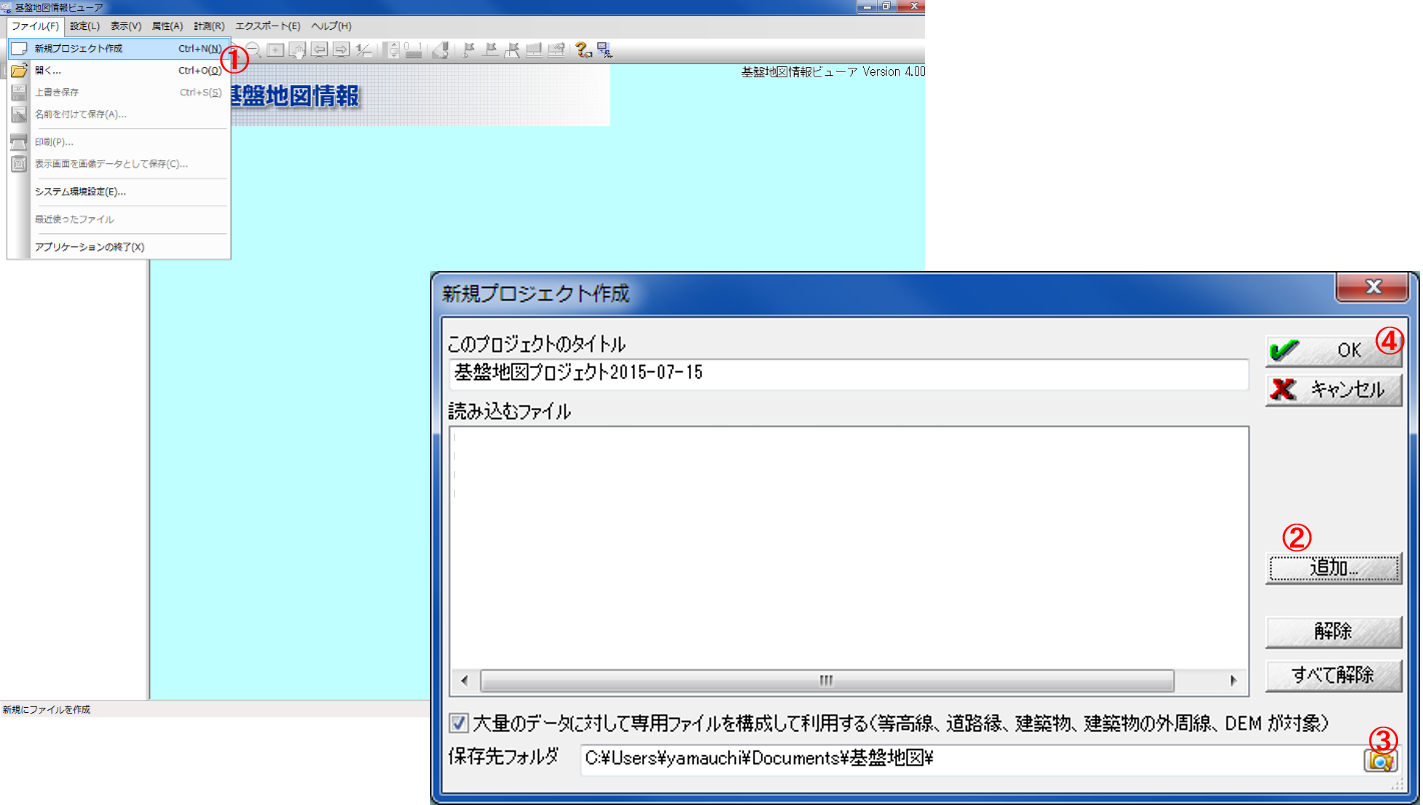 基盤地図情報ビューア
ファイル(F) 設定(L) 表示(V) 属性(A) 計測(R) エクスポート(E) ヘルプ(H)
新規プロジェクト作成 Ctrl+N(N)
①
開く... Ctrl+O(O)
上書き保存 Ctrl+S(S)
名前を付けて保存(A)...
印刷(P)...
表示画面を画像データとして保存(C)...
システム環境設定(E)...
最近使ったファイル
アプリケーションの終了(X)
基盤地図情報
基盤地図情報ビューア Version 4.00
新規にファイルを作成
新規プロジェクト作成
このプロジェクトのタイトル
基盤地図プロジェクト2015-07-15
OK ④
キャンセル
読み込むファイル
②
追加...
解除
すべて解除
大量のデータに対して専用ファイルを構成して利用する(等高線、道路縁、建築物、建築物の外周線、DEM が対象)
保存先フォルダ C:¥Users¥yamauchi¥Documents¥基盤地図¥
③